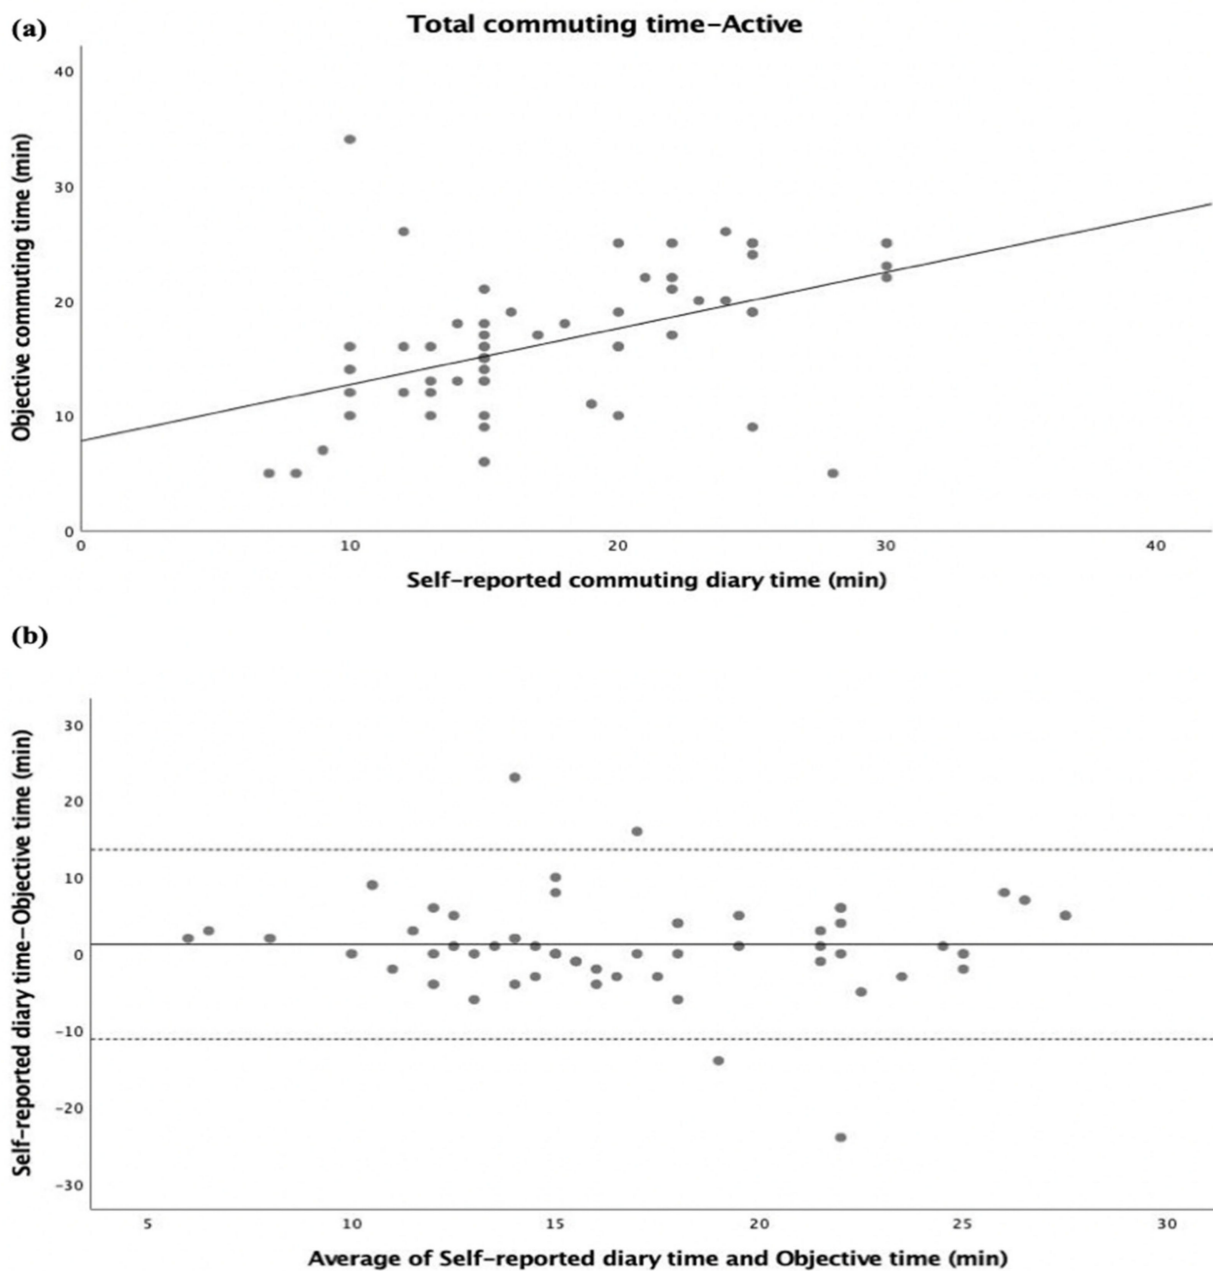 (a)
Total commuting time–Active
Objective commuting time (min)
40
30
20
10
0
0 10 20 30 40
Self–reported commuting diary time (min)
(b)
Self–reported diary time–Objective time (min)
30
20
10
0
–10
–20
–30
5 10 15 20 25 30
Average of Self–reported diary time and Objective time (min)